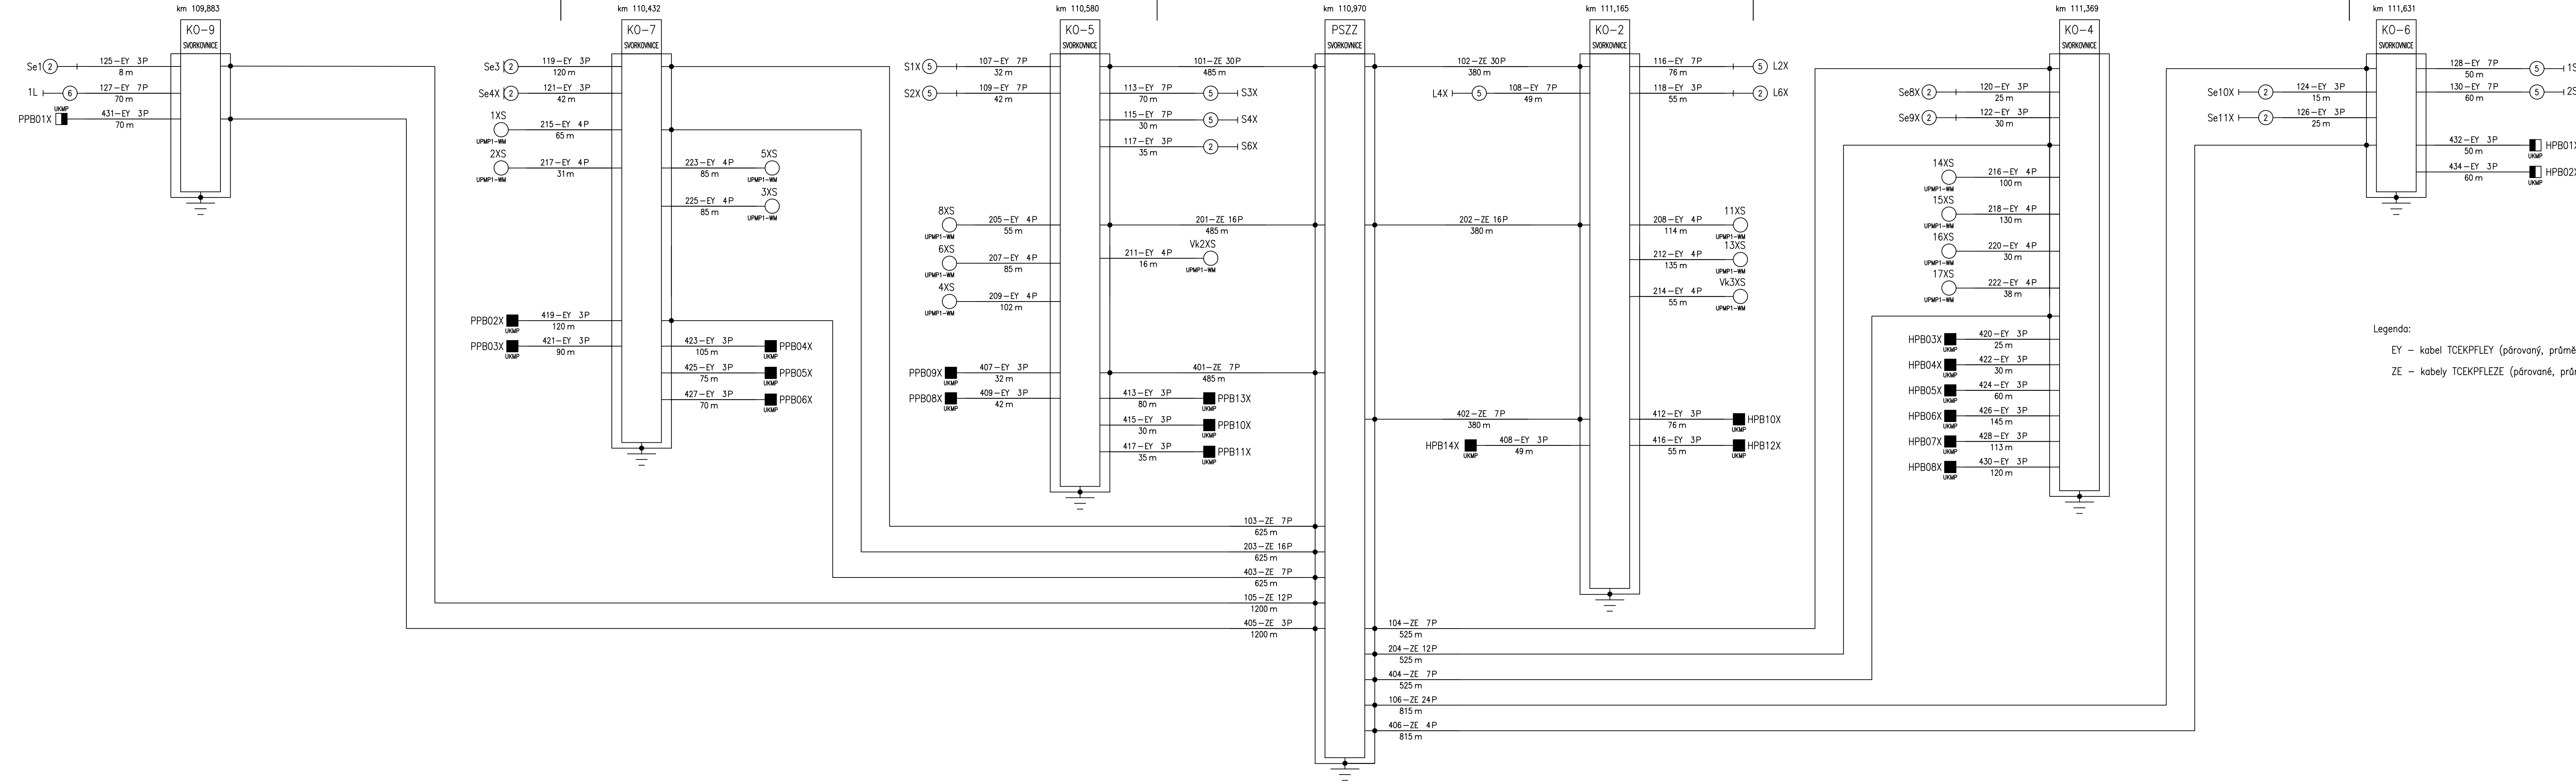 km 109,883
KO-9
SVORKOVNICE
Se1 2 125-EY 3P
8 m
1L 6 127-EY 7P
70 m
UKMP
PPB01X 431-EY 3P
70 m
km 110,432
KO-7
SVORKOVNICE
Se3 2 119-EY 3P
120 m
Se4X 2 121-EY 3P
42 m
1XS
215-EY 4P
65 m
UPMP1-WM
2XS
217-EY 4P
31 m
UPMP1-WM
5XS
223-EY 4P
85 m
UPMP1-WM
3XS
225-EY 4P
85 m
UPMP1-WM
PPB02X 419-EY 3P
UKMP 120 m
PPB03X 421-EY 3P
UKMP 90 m
423-EY 3P PPB04X
105 m UKMP
425-EY 3P PPB05X
75 m UKMP
427-EY 3P PPB06X
70 m UKMP
km 110,580
KO-5
SVORKOVNICE
S1X 5 107-EY 7P
32 m
S2X 5 109-EY 7P
42 m
101-ZE 30P
485 m
113-EY 7P 5 S3X
70 m
115-EY 7P 5 S4X
30 m
117-EY 3P 2 S6X
35 m
8XS
205-EY 4P
55 m
UPMP1-WM
6XS
207-EY 4P
85 m
UPMP1-WM
4XS
209-EY 4P
102 m
UPMP1-WM
201-ZE 16P
485 m
Vk2XS
211-EY 4P
16 m
UPMP1-WM
PPB09X 407-EY 3P
UKMP 32 m
PPB08X 409-EY 3P
UKMP 42 m
401-ZE 7P
485 m
413-EY 3P PPB13X
80 m UKMP
415-EY 3P PPB10X
30 m UKMP
417-EY 3P PPB11X
35 m UKMP
103-ZE 7P
625 m
203-ZE 16P
625 m
403-ZE 7P
625 m
105-ZE 12P
1200 m
405-ZE 3P
1200 m
km 110,970
PSZZ
SVORKOVNICE
102-ZE 30P
380 m
L4X 5 108-EY 7P
49 m
202-ZE 16P
380 m
402-ZE 7P
380 m
HPB14X 408-EY 3P
UKMP 49 m
104-ZE 7P
525 m
204-ZE 12P
525 m
404-ZE 7P
525 m
106-ZE 24P
815 m
406-ZE 4P
815 m
km 111,165
KO-2
SVORKOVNICE
116-EY 7P 5 L2X
76 m
118-EY 3P 2 L6X
55 m
11XS
208-EY 4P
114 m
UPMP1-WM
13XS
212-EY 4P
135 m
UPMP1-WM
Vk3XS
214-EY 4P
55 m
UPMP1-WM
412-EY 3P HPB10X
76 m UKMP
416-EY 3P HPB12X
55 m UKMP
km 111,369
KO-4
SVORKOVNICE
Se8X 2 120-EY 3P
25 m
Se9X 2 122-EY 3P
30 m
14XS
216-EY 4P
100 m
UPMP1-WM
15XS
218-EY 4P
130 m
UPMP1-WM
16XS
220-EY 4P
30 m
UPMP1-WM
17XS
222-EY 4P
38 m
UPMP1-WM
HPB03X 420-EY 3P
UKMP 25 m
HPB04X 422-EY 3P
UKMP 30 m
HPB05X 424-EY 3P
UKMP 60 m
HPB06X 426-EY 3P
UKMP 145 m
HPB07X 428-EY 3P
UKMP 113 m
HPB08X 430-EY 3P
UKMP 120 m
km 111,631
KO-6
SVORKOVNICE
Se10X 2 124-EY 3P
15 m
Se11X 2 126-EY 3P
25 m
128-EY 7P 5 1S
50 m
130-EY 7P 5 2S
60 m
432-EY 3P HPB01X
50 m UKMP
434-EY 3P HPB02X
60 m UKMP
Legenda:
EY - kabel TCEKPFLEY (párovaný,
ZE - kabely TCEKPFLEZE (párované,